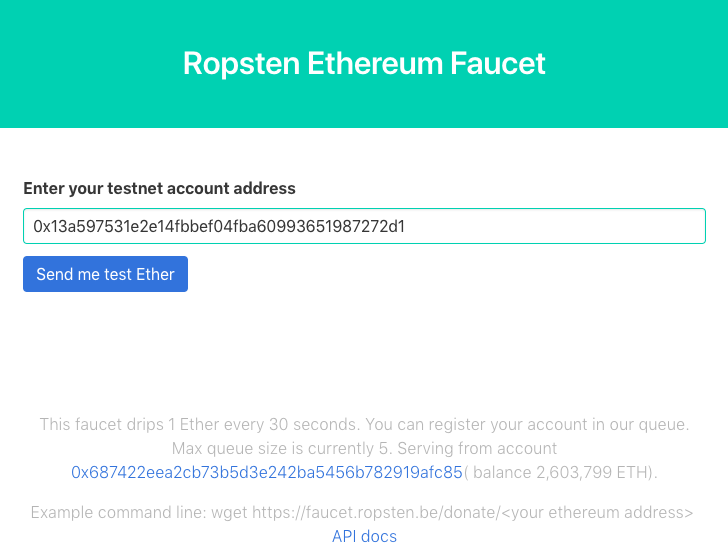 Ropsten Ethereum Faucet
Enter your testnet account address
0x13a597531e2e14fbbef04fba60993651987272d1
Send me test Ether
This faucet drips 1 Ether every 30 seconds. You can register your account in our queue.
Max queue size is currently 5. Serving from account
0x687422eea2cb73b5d3e242ba5456b782919afc85( balance 2,603,799 ETH).
Example command line: wget https://faucet.ropsten.be/donate/<your ethereum address>
API docs